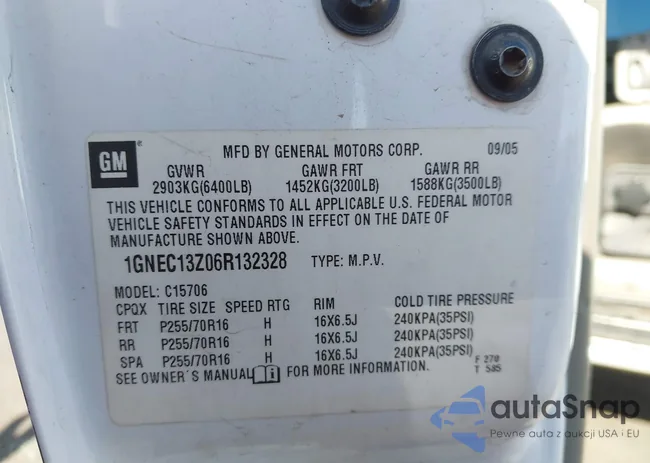 GM
MFD BY GENERAL MOTORS CORP. 09/05
GVWR GAWR FRT GAWR RR
2903KG(6400LB) 1452KG(3200LB) 1588KG(3500LB)
THIS VEHICLE CONFORMS TO ALL APPLICABLE U.S. FEDERAL MOTOR
VEHICLE SAFETY STANDARDS IN EFFECT ON THE DATE OF
MANUFACTURE SHOWN ABOVE.
1GNEC13Z06R132328 TYPE: M.P.V.
MODEL: C15706
CPQX TIRE SIZE SPEED RTG RIM COLD TIRE PRESSURE
FRT P255/70R16 H 16X6.5J 240KPA(35PSI)
RR P255/70R16 H 16X6.5J 240KPA(35PSI)
SPA P255/70R16 H 16X6.5J 240KPA(35PSI)
SEE OWNER'S MANUAL i FOR MORE INFORMATION.
F 270
T 585
autaSnap
Pewne auta z aukcji USA i EU